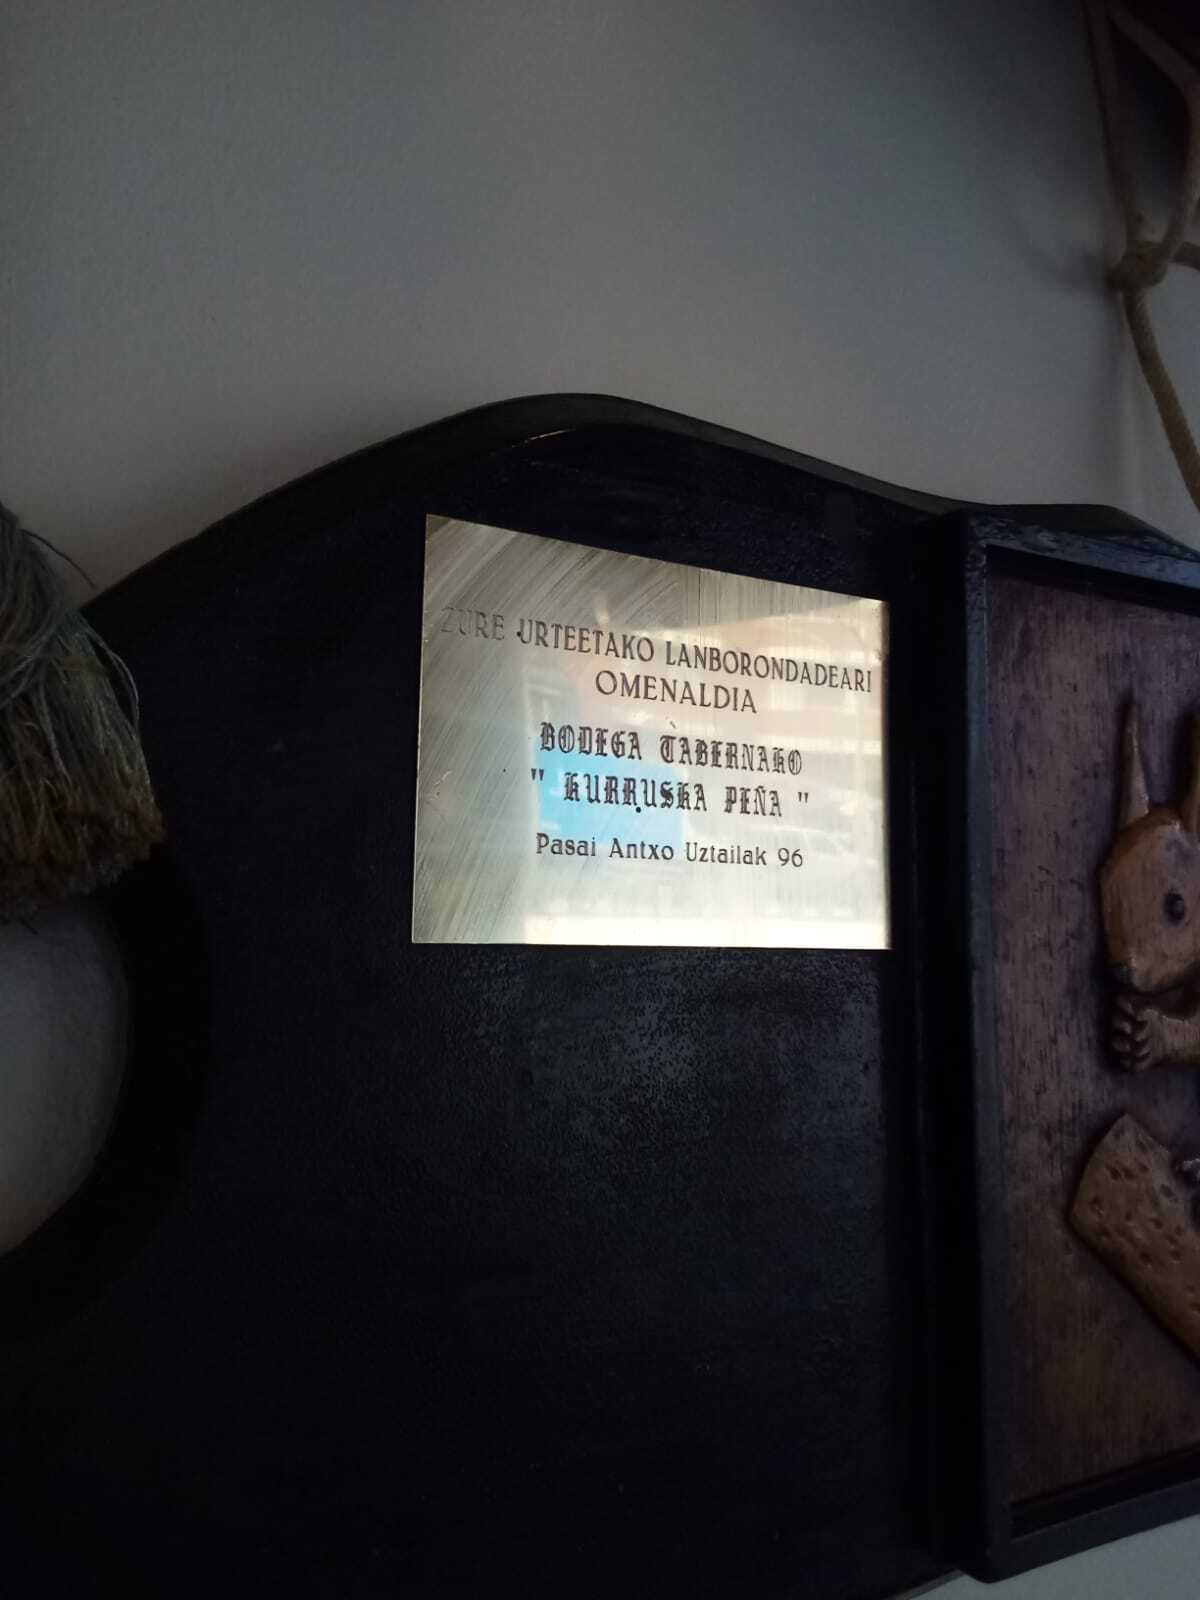 ZURE URTEETAKO LANBORONDADEARI
OMENALDIA
BODEGA TABERNAKO
" KURRUSKA PEÑA "
Pasai Antxo Uztailak 96